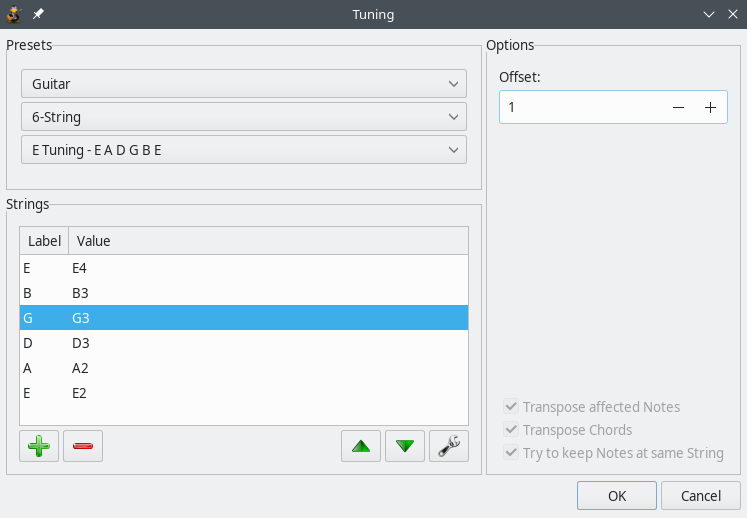 Tuning
Presets
Guitar
6-String
E Tuning - E A D G B E
Strings
Label Value
E E4
B B3
G G3
D D3
A A2
E E2
Options
Offset:
1
Transpose affected Notes
Transpose Chords
Try to keep Notes at same String
OK Cancel